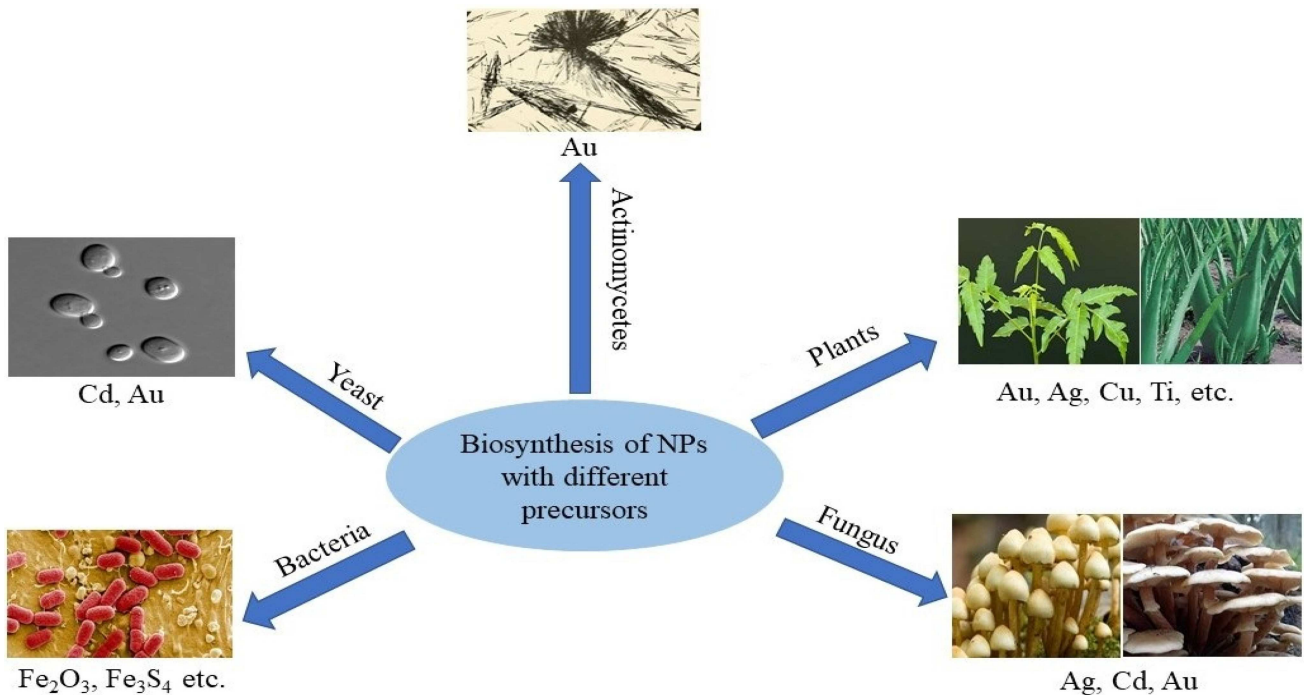 Au
Actinomycetes
Cd, Au
Yeast
Plants
Au, Ag, Cu, Ti, etc.
Biosynthesis of NPs
with different
precursors
Bacteria
Fungus
Fe₂O₃, Fe₃S₄ etc.
Ag, Cd, Au